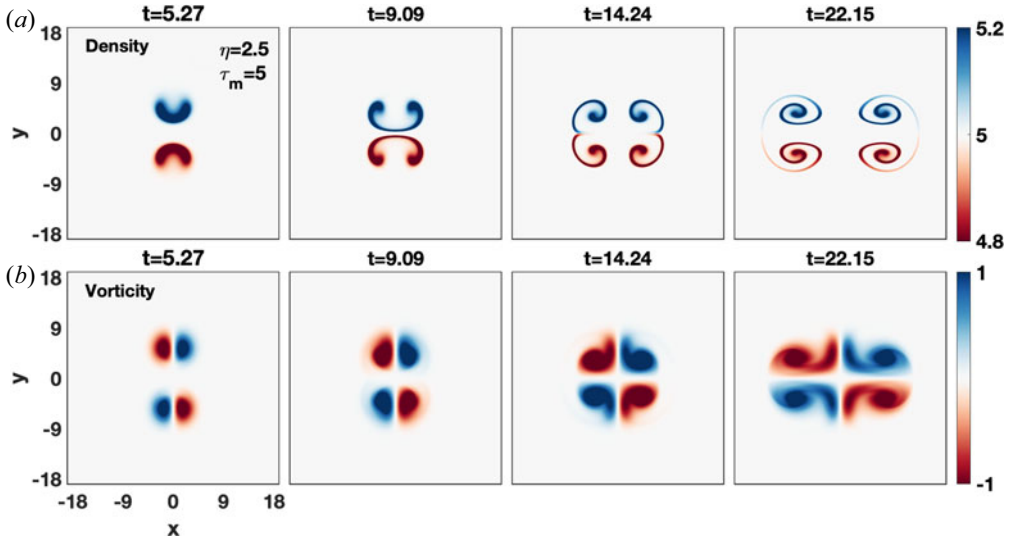 (a)
t=5.27 t=9.09 t=14.24 t=22.15
18 Density η=2.5 5.2
τm=5
9
y 0 5
-9
-18 4.8
(b)
t=5.27 t=9.09 t=14.24 t=22.15
18 Vorticity 1
9
y 0
-9
-18 -1
-18 -9 0 9 18
x